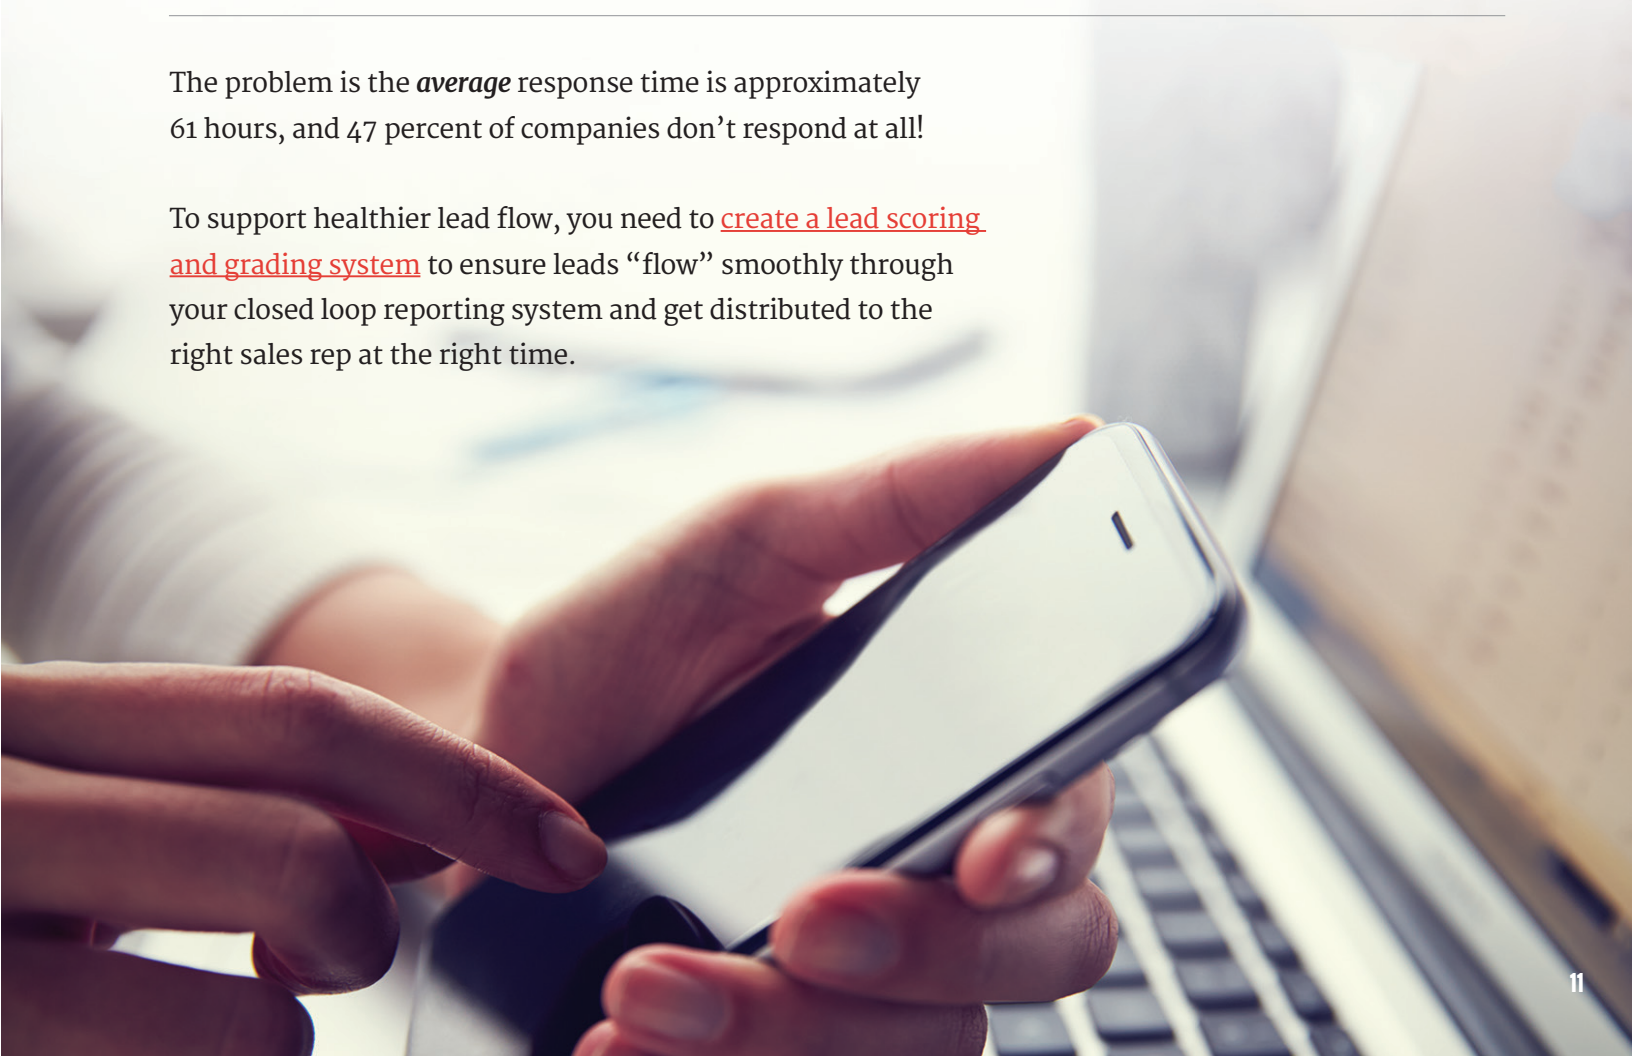 The problem is the average response time is approximately
61 hours, and 47 percent of companies don’t respond at all!
To support healthier lead flow, you need to create a lead scoring
and grading system to ensure leads “flow” smoothly through
your closed loop reporting system and get distributed to the
right sales rep at the right time.
11